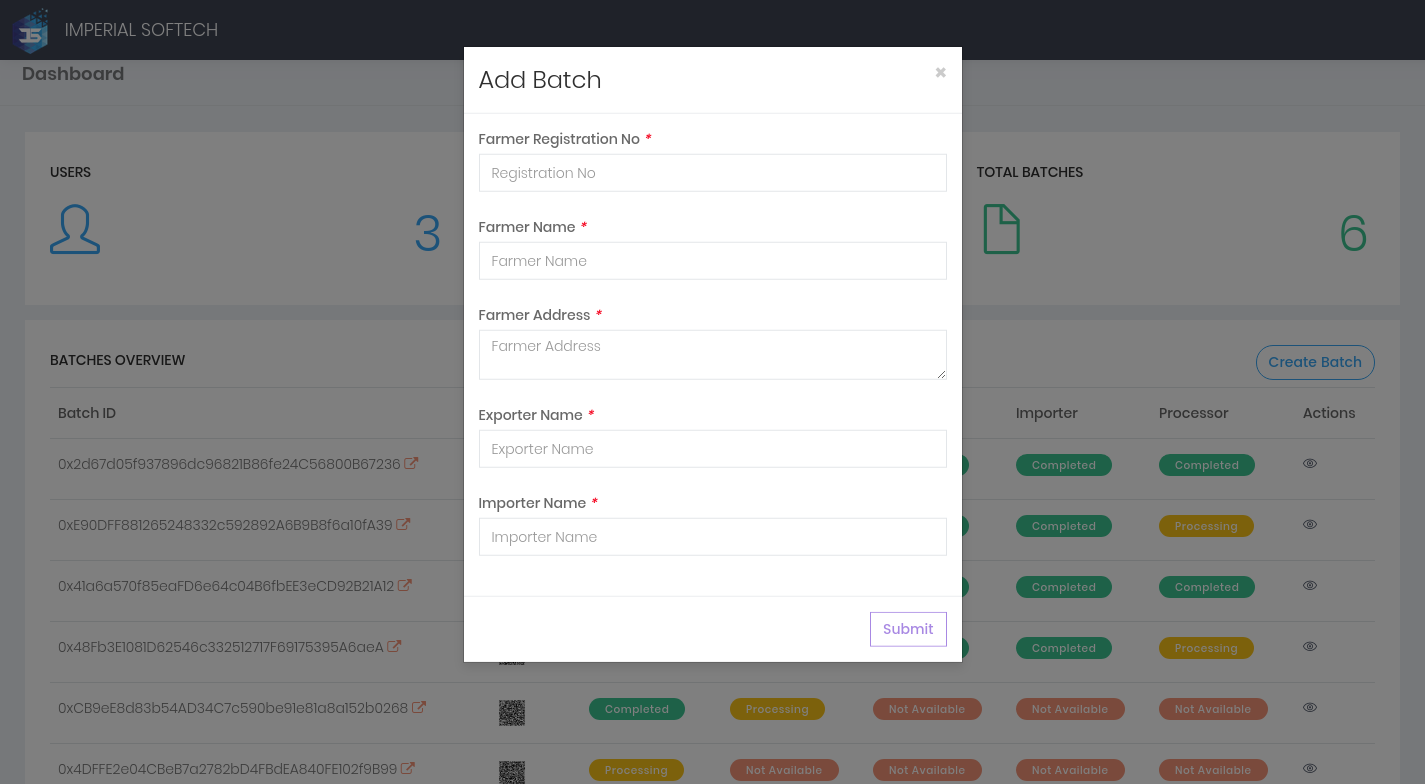 IMPERIAL SOFTECH
Dashboard
Add Batch
×
Farmer Registration No *
Registration No
Farmer Name *
Farmer Name
Farmer Address *
Farmer Address
Exporter Name *
Exporter Name
Importer Name *
Importer Name
Submit
USERS
3
TOTAL BATCHES
6
BATCHES OVERVIEW
Create Batch
Batch ID Importer Processor Actions
0x2d67d05f937896dc96821B86fe24C56800B67236 Completed Completed
0xE90DFF881265248332c592892A6B9B8f6a10fA39 Completed Processing
0x41a6a570f85eaFD6e64c04B6fbEE3eCD92B21A12 Completed Completed
0x48Fb3E1081D62546c332512717F69175395A6aeA Completed Processing
0xCB9eE8d83b54AD34C7c590be91e81a8a152b0268 Completed Processing Not Available Not Available Not Available
0x4DFFE2e04CBeB7a2782bD4FBdEA840FE102f9B99 Processing Not Available Not Available Not Available Not Available